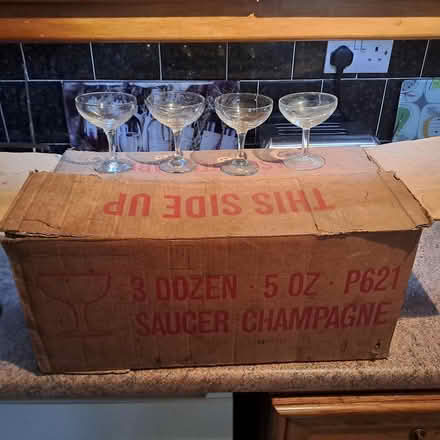 THIS SIDE UP
3 DOZEN · 5 OZ · P621
SAUCER CHAMPAGNE